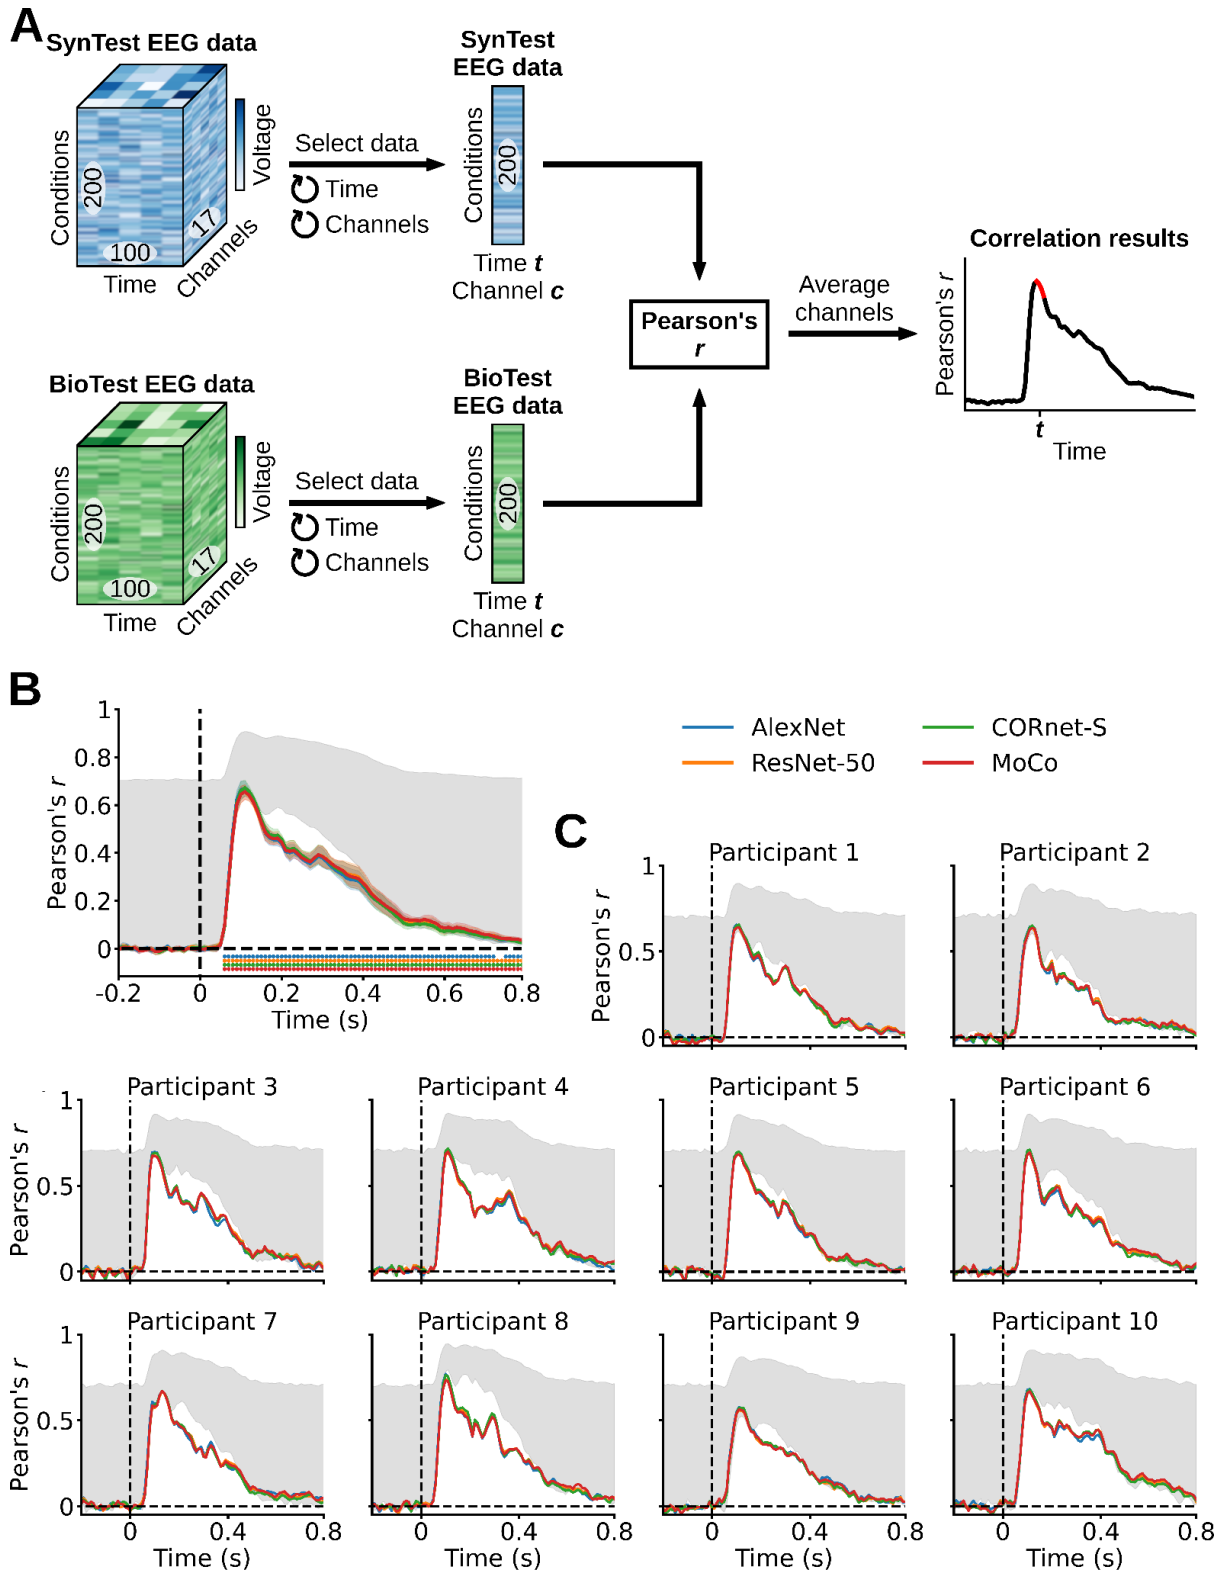 A
SynTest EEG data
Conditions
200
100
17
Time
Channels
Voltage
Select data
Time
Channels
SynTest
EEG data
Conditions
200
Time t
Channel c
BioTest EEG data
Conditions
200
100
17
Time
Channels
Voltage
Select data
Time
Channels
BioTest
EEG data
Conditions
200
Time t
Channel c
Pearson's
r
Average
channels
Correlation results
Pearson's r
t
Time
B
Pearson's r
1
0.8
0.6
0.4
0.2
0
-0.2 0 0.2 0.4 0.6 0.8
Time (s)
AlexNet
ResNet-50
CORnet-S
MoCo
C
Participant 1
Participant 2
Pearson's r
1
0.5
0
Participant 3
Participant 4
Participant 5
Participant 6
Pearson's r
1
0.5
0
Participant 7
Participant 8
Participant 9
Participant 10
Pearson's r
1
0.5
0
0 0.4 0.8
Time (s)
0 0.4 0.8
Time (s)
0 0.4 0.8
Time (s)
0 0.4 0.8
Time (s)